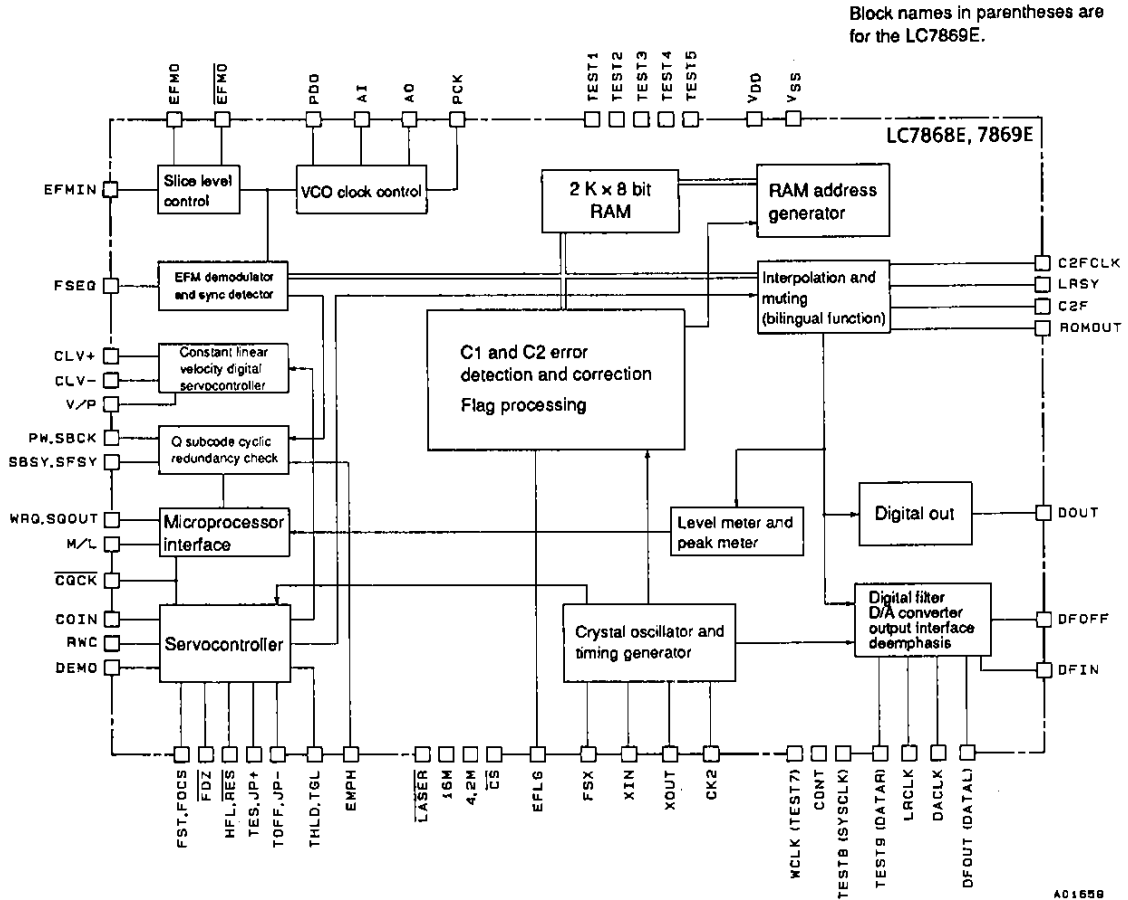 Block names in parentheses are
for the LC7869E.
EFMO
EFMO
PDO
AI
AO
PCK
TEST1
TEST2
TEST3
TEST4
TEST5
VDD
VSS
LC7868E, 7869E
EFMIN
Slice level
control
VCO clock control
2 K × 8 bit
RAM
RAM address
generator
FSEQ
EFM demodulator
and sync detector
Interpolation and
muting
(bilingual function)
C2FCLK
LRSY
C2F
ROMOUT
CLV+
CLV-
V/P
Constant linear
velocity digital
servocontroller
C1 and C2 error
detection and correction
Flag processing
PW,SBCK
SBSY,SFSY
Q subcode cyclic
redundancy check
WRQ,SQOUT
M/L
Microprocessor
interface
Level meter and
peak meter
Digital out
DOUT
CQCK
COIN
RWC
DEMO
Servocontroller
Crystal oscillator and
timing generator
Digital filter
D/A converter
output interface
deemphasis
DFOFF
DFIN
FST,FOCS
FDZ
HFL,RES
TES,JP+
TOFF,JP-
THLD,TGL
EMPH
LASER
16M
4.2M
CS
EFLG
FSX
XIN
XOUT
CK2
WCLK (TEST7)
CONT
TEST8 (SYSCLK)
TEST9 (DATAR)
LRCLK
DACLK
DFOUT (DATAL)
A01659